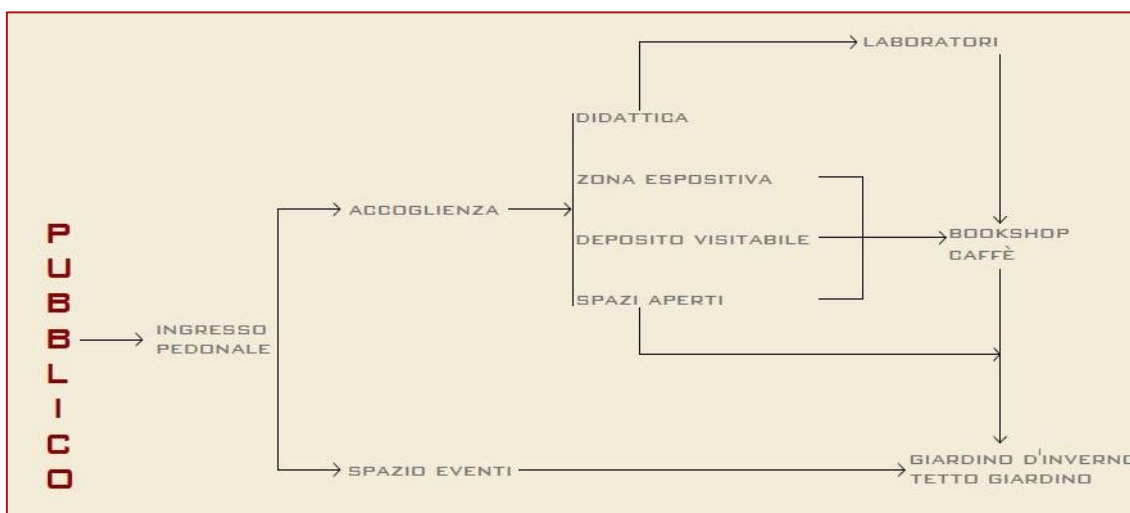 PUBBLICO
INGRESSO
PEDONALE
ACCOGLIENZA
SPAZIO EVENTI
DIDATTICA
ZONA ESPOSITIVA
DEPOSITO VISITABILE
SPAZI APERTI
LABORATORI
BOOKSHOP
CAFFÈ
GIARDINO D'INVERNO
TETTO GIARDINO